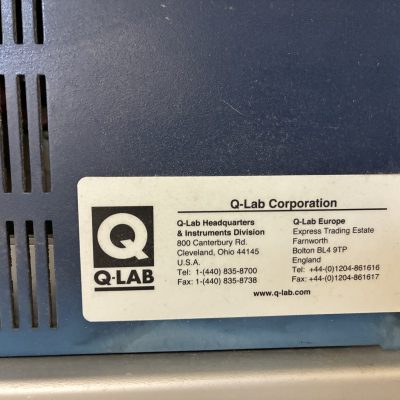 Q
Q-LAB
Q-Lab Corporation
Q-Lab Headquarters
& Instruments Division
800 Canterbury Rd.
Cleveland, Ohio 44145
U.S.A.
Tel: 1-(440) 835-8700
Fax: 1-(440) 835-8738
Q-Lab Europe
Express Trading Estate
Farnworth
Bolton BL4 9TP
England
Tel: +44-(0)1204-861616
Fax: +44-(0)1204-861617
www.q-lab.com